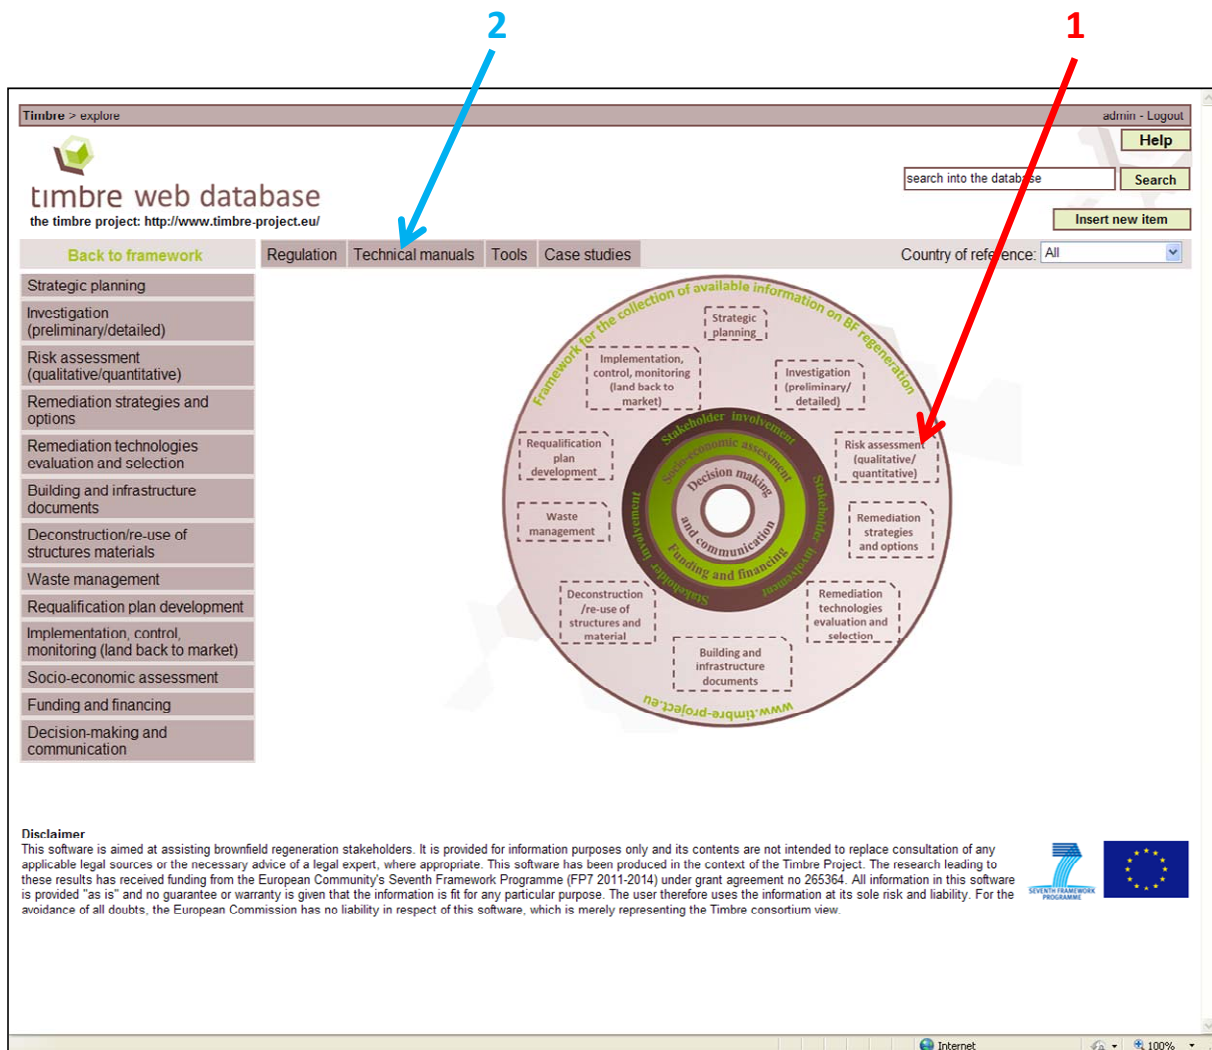 2
1
Timbre > explore
admin - Logout
Help
timbre web database
search into the database
Search
the timbre project: http://www.timbre-project.eu/
Insert new item
Back to framework
Regulation
Technical manuals
Tools
Case studies
Country of reference:
All
Strategic planning
Investigation
(preliminary/detailed)
Risk assessment
(qualitative/quantitative)
Remediation strategies and
options
Remediation technologies
evaluation and selection
Building and infrastructure
documents
Deconstruction/re-use of
structures materials
Waste management
Requalification plan development
Implementation, control,
monitoring (land back to market)
Socio-economic assessment
Funding and financing
Decision-making and
communication
Framework for the collection of available information on BF regeneration
Strategic
planning
Implementation,
control, monitoring
(land back to
market)
Investigation
(preliminary/
detailed)
Requalification
plan
development
Risk assessment
(qualitative/
quantitative)
Waste
management
Remediation
strategies
and options
Deconstruction
/re-use of
structures and
material
Remediation
technologies
evaluation and
selection
Building and
infrastructure
documents
Stakeholder involvement
Stakeholder involvement
Stakeholder involvement
Socio-economic assessment
Funding and financing
Decision making
and communication
www.timbre-project.eu
Disclaimer
This software is aimed at assisting brownfield regeneration stakeholders. It is provided for information purposes only and its contents are not intended to replace consultation of any
applicable legal sources or the necessary advice of a legal expert, where appropriate. This software has been produced in the context of the Timbre Project. The research leading to
these results has received funding from the European Community's Seventh Framework Programme (FP7 2011-2014) under grant agreement no 265364. All information in this software
is provided "as is" and no guarantee or warranty is given that the information is fit for any particular purpose. The user therefore uses the information at its sole risk and liability. For the
avoidance of all doubts, the European Commission has no liability in respect of this software, which is merely representing the Timbre consortium view.
SEVENTH FRAMEWORK
PROGRAMME
Internet
100%